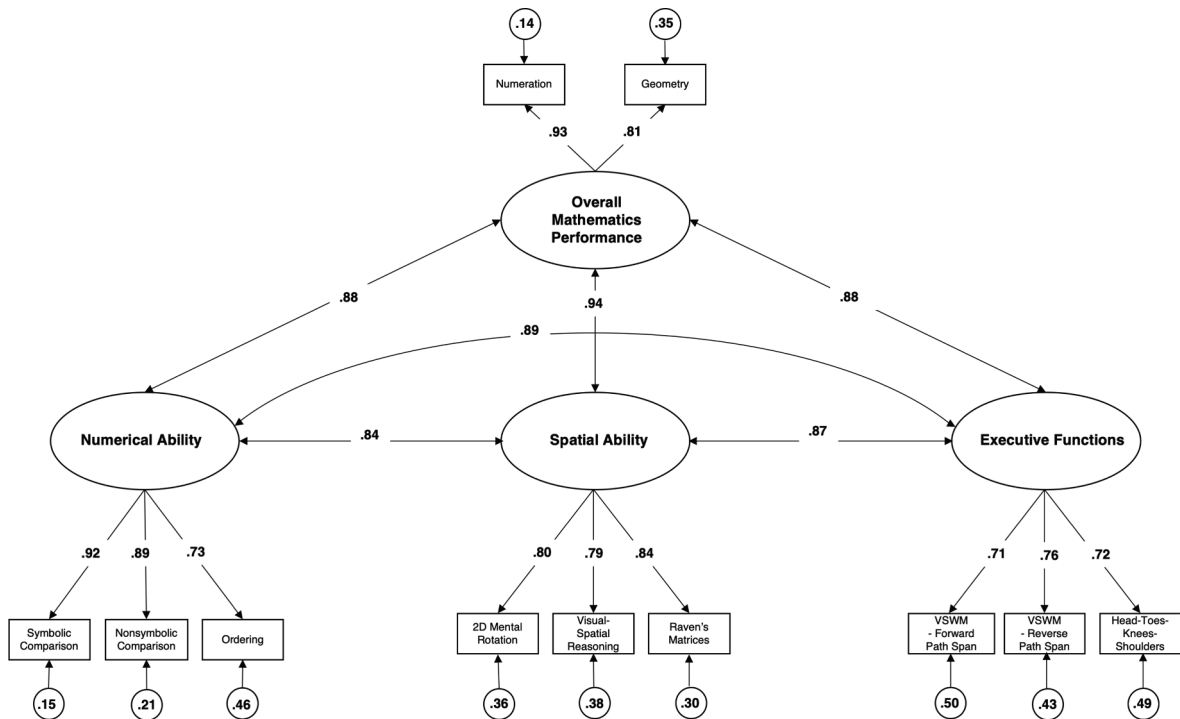 .14
.35
Numeration
Geometry
.93
.81
Overall
Mathematics
Performance
.88
.94
.88
.89
Numerical Ability
.84
Spatial Ability
.87
Executive Functions
.92
.89
.73
.80
.79
.84
.71
.76
.72
Symbolic
Comparison
Nonsymbolic
Comparison
Ordering
2D Mental
Rotation
Visual-
Spatial
Reasoning
Raven's
Matrices
VSWM
- Forward
Path Span
VSWM
- Reverse
Path Span
Head-Toes-
Knees-
Shoulders
.15
.21
.46
.36
.38
.30
.50
.43
.49